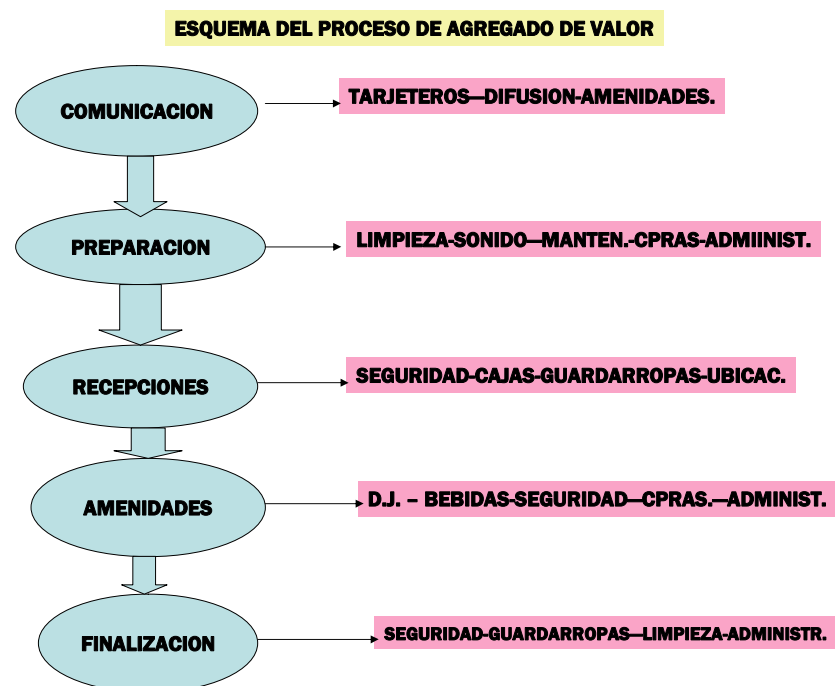 ESQUEMA DEL PROCESO DE AGREGADO DE VALOR
COMUNICACION
TARJETEROS—DIFUSION-AMENIDADES.
PREPARACION
LIMPIEZA-SONIDO—MANTEN.-CPRAS-ADMIINIST.
RECEPCIONES
SEGURIDAD-CAJAS-GUARDARROPAS-UBICAC.
AMENIDADES
D.J. – BEBIDAS-SEGURIDAD—CPRAS.—ADMINIST.
FINALIZACION
SEGURIDAD-GUARDARROPAS—LIMPIEZA-ADMINISTR.